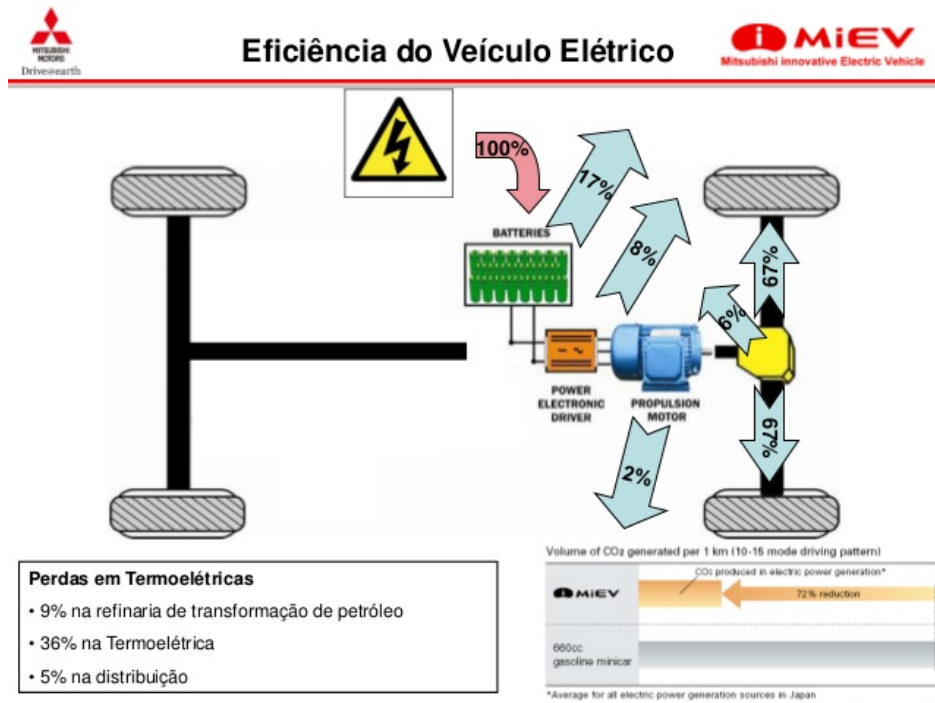 MITSUBISHI
MOTORS
Drive@earth
Eficiência do Veículo Elétrico
i MiEV
Mitsubishi innovative Electric Vehicle
100%
17%
BATTERIES
8%
67%
6%
POWER
ELECTRONIC
DRIVER
PROPULSION
MOTOR
67%
2%
Perdas em Termoelétricas
• 9% na refinaria de transformação de petróleo
• 36% na Termoelétrica
• 5% na distribuição
Volume of CO2 generated per 1 km (10-15 mode driving pattern)
CO2 produced in electric power generation*
i MiEV
72% reduction
660cc
gasoline minicar
*Average for all electric power generation sources in Japan